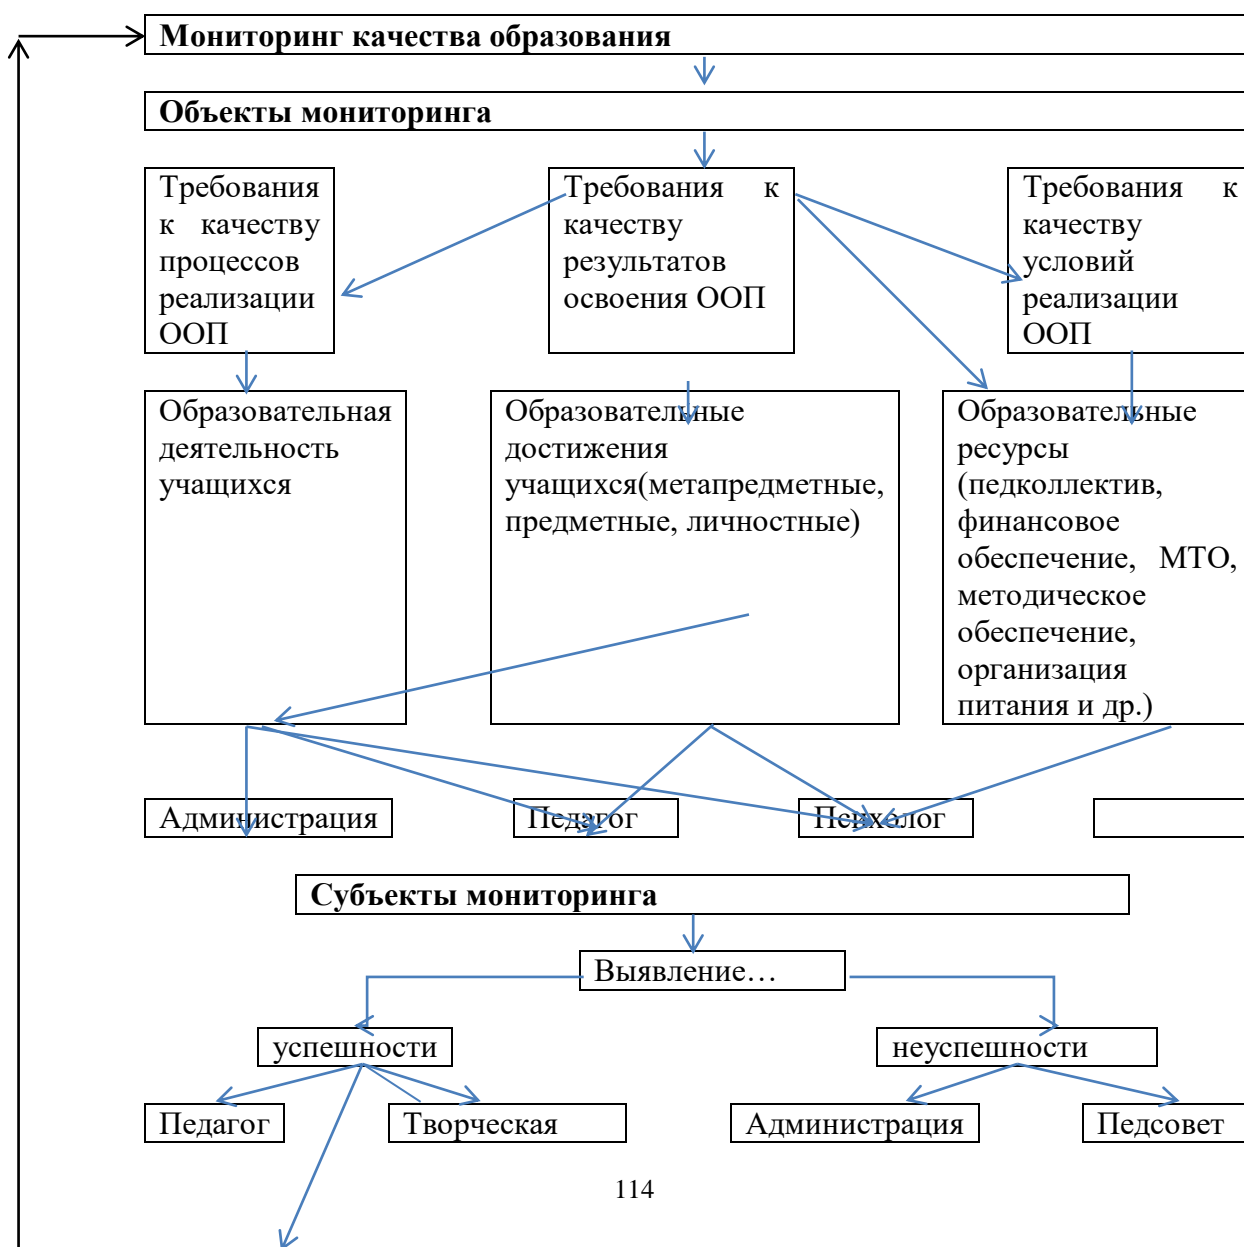 Мониторинг качества образования
Объекты мониторинга
Требования
к качеству
процессов
реализации
ООП
Требования к
качеству
результатов
освоения ООП
Требования к
качеству
условий
реализации
ООП
Образовательная
деятельность
учащихся
Образовательные
достижения
учащихся(метапредметные,
предметные, личностные)
Образовательные
ресурсы
(педколлектив,
финансовое
обеспечение, МТО,
методическое
обеспечение,
организация
питания и др.)
Администрация
Педагог
Психолог
Субъекты мониторинга
Выявление…
успешности
неуспешности
Педагог
Творческая
Администрация
Педсовет
114